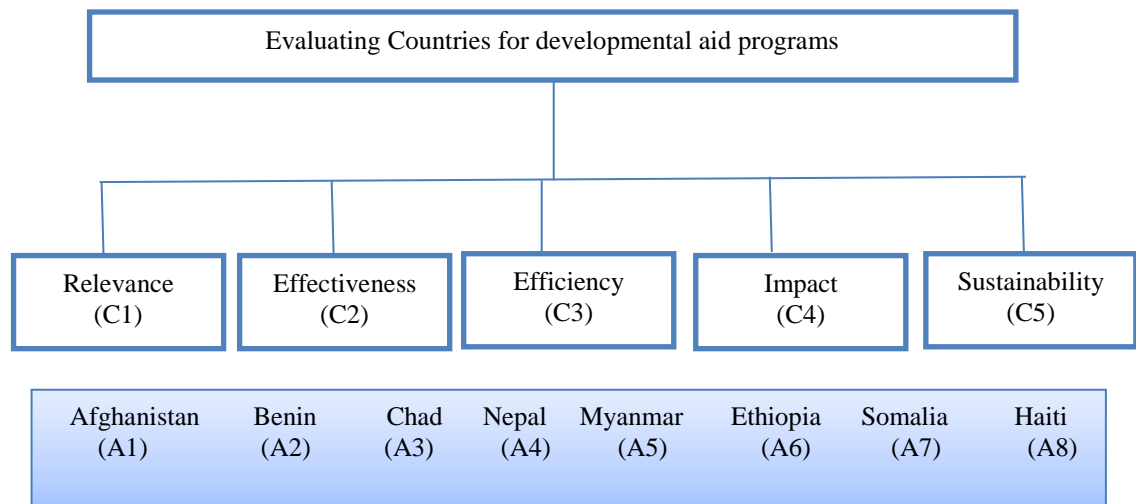 Evaluating Countries for developmental aid programs
Relevance
(C1)
Effectiveness
(C2)
Efficiency
(C3)
Impact
(C4)
Sustainability
(C5)
Afghanistan Benin Chad Nepal Myanmar Ethiopia Somalia Haiti
(A1) (A2) (A3) (A4) (A5) (A6) (A7) (A8)